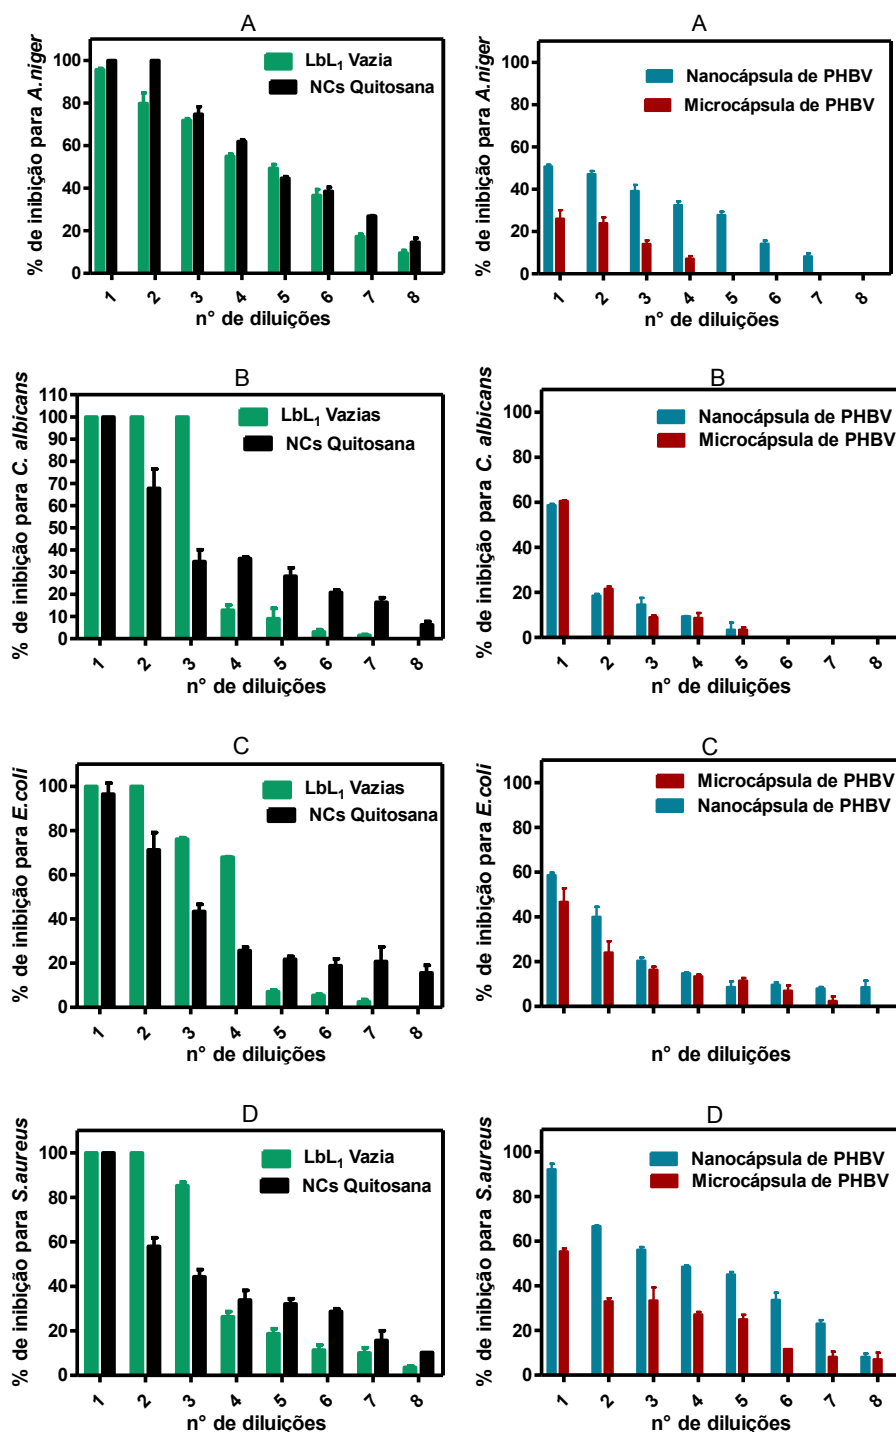 A
% de inibição para A.niger
100
80
60
40
20
0
LbL1 Vazia
NCs Quitosana
1 2 3 4 5 6 7 8
n° de diluições
A
% de inibição para A.niger
100
80
60
40
20
0
Nanocápsula de PHBV
Microcápsula de PHBV
1 2 3 4 5 6 7 8
n° de diluições
B
% de inibição para C. albicans
110
100
90
80
70
60
50
40
30
20
10
0
LbL1 Vazias
NCs Quitosana
1 2 3 4 5 6 7 8
n° de diluições
B
% de inibição para C. albicans
100
80
60
40
20
0
Nanocápsula de PHBV
Microcápsula de PHBV
1 2 3 4 5 6 7 8
n° de diluições
C
% de inibição para E.coli
100
80
60
40
20
0
LbL1 Vazias
NCs Quitosana
1 2 3 4 5 6 7 8
n° de diluições
C
% de inibição para E.coli
100
80
60
40
20
0
Microcápsula de PHBV
Nanocápsula de PHBV
n° de diluições
D
% de inibição para S.aureus
100
80
60
40
20
0
LbL1 Vazia
NCs Quitosana
1 2 3 4 5 6 7 8
n° de diluições
D
% de inibição para S.aureus
100
80
60
40
20
0
Nanocápsula de PHBV
Microcápsula de PHBV
1 2 3 4 5 6 7 8
n° de diluições